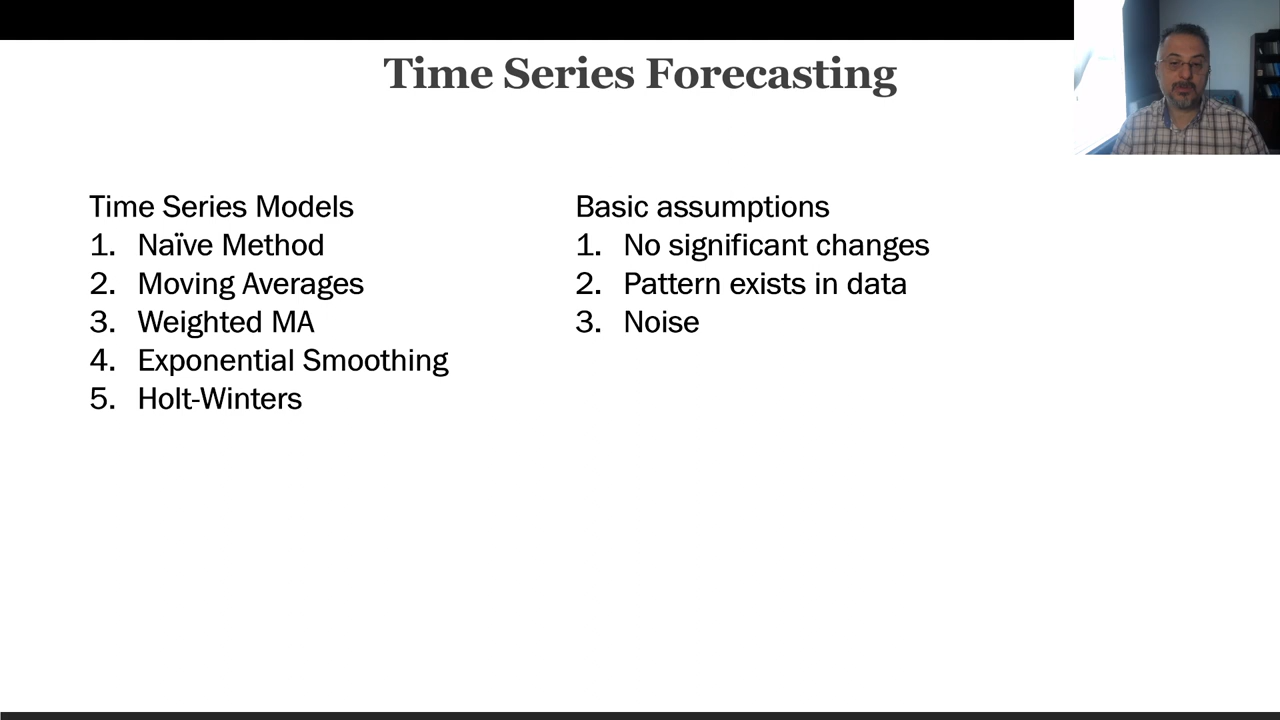 Time Series Forecasting
Time Series Models
1. Naïve Method
2. Moving Averages
3. Weighted MA
4. Exponential Smoothing
5. Holt-Winters
Basic assumptions
1. No significant changes
2. Pattern exists in data
3. Noise